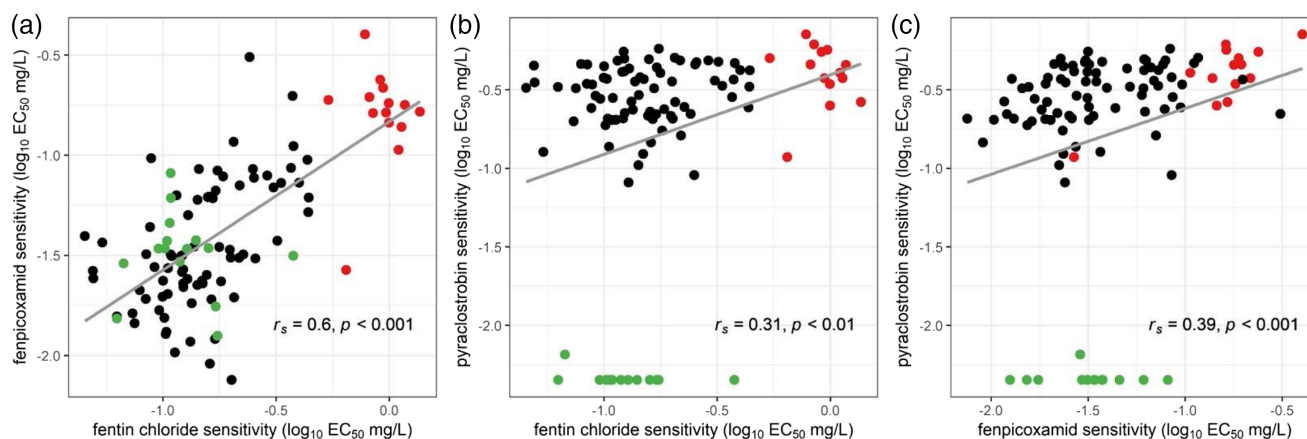 (a)
fenpicoxamid sensitivity (log10 EC50 mg/L)
-0.5
-1.0
-1.5
-2.0
rs = 0.6, p < 0.001
-1.0 -0.5 0.0
fentin chloride sensitivity (log10 EC50 mg/L)
(b)
pyraclostrobin sensitivity (log10 EC50 mg/L)
-0.5
-1.0
-1.5
-2.0
rs = 0.31, p < 0.01
-1.0 -0.5 0.0
fentin chloride sensitivity (log10 EC50 mg/L)
(c)
pyraclostrobin sensitivity (log10 EC50 mg/L)
-0.5
-1.0
-1.5
-2.0
rs = 0.39, p < 0.001
-2.0 -1.5 -1.0 -0.5
fenpicoxamid sensitivity (log10 EC50 mg/L)